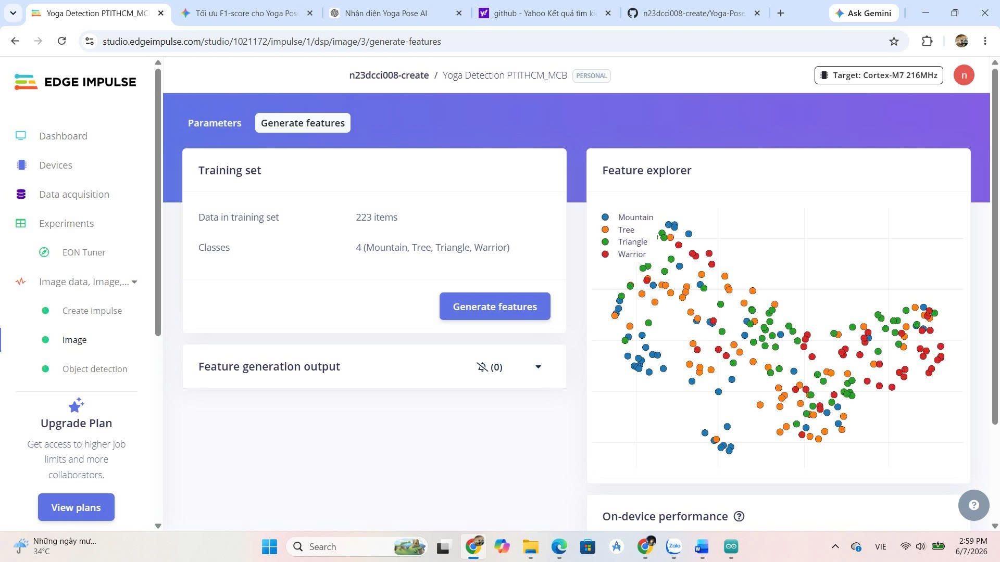 Yoga Detection PTITHCM_MC
Tối ưu F1-score cho Yoga Pos
Nhận diện Yoga Pose AI
github - Yahoo Kết quả tìm ki
n23dcci008-create/Yoga-Pose
Ask Gemini
studio.edgeimpulse.com/studio/1021172/impulse/1/dsp/image/3/generate-features
EDGE IMPULSE
n23dcci008-create / Yoga Detection PTITHCM_MCB PERSONAL
Target: Cortex-M7 216MHz
n
Dashboard
Devices
Data acquisition
Experiments
EON Tuner
Image data, Image,...
Create impulse
Image
Object detection
Upgrade Plan
Get access to higher job
limits and more
collaborators.
View plans
Parameters
Generate features
Training set
Data in training set 223 items
Classes 4 (Mountain, Tree, Triangle, Warrior)
Generate features
Feature generation output (0)
Feature explorer
Mountain
Tree
Triangle
Warrior
On-device performance ?
?
Những ngày mư...
34°C
Search
Zalo
VIE
2:59 PM
6/7/2026